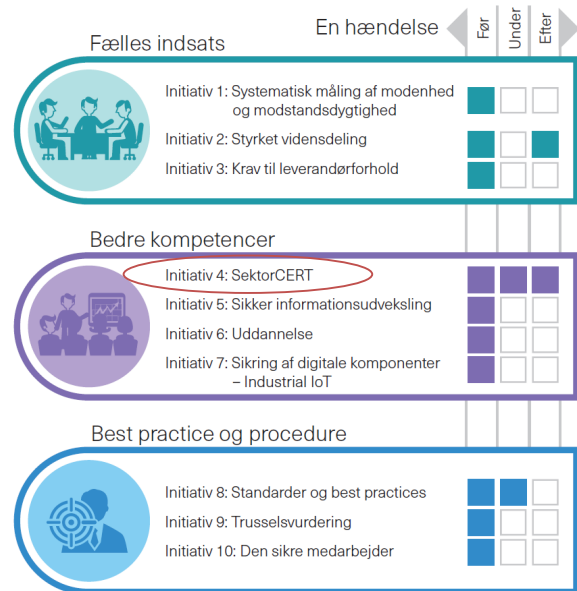 En hændelse
Før
Under
Efter
Fælles indsats
Initiativ 1: Systematisk måling af modenhed
og modstandsdygtighed
Initiativ 2: Styrket vidensdeling
Initiativ 3: Krav til leverandørforhold
Bedre kompetencer
Initiativ 4: SektorCERT
Initiativ 5: Sikker informationsudveksling
Initiativ 6: Uddannelse
Initiativ 7: Sikring af digitale komponenter
– Industrial IoT
Best practice og procedure
Initiativ 8: Standarder og best practices
Initiativ 9: Trusselsvurdering
Initiativ 10: Den sikre medarbejder